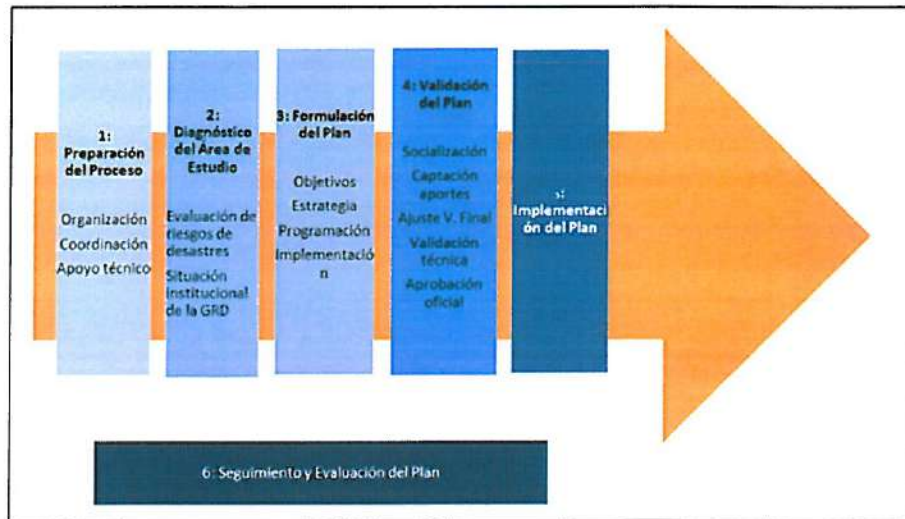 1:
Preparación
del Proceso
Organización
Coordinación
Apoyo técnico
2:
Diagnóstico
del Área de
Estudio
Evaluación de
riesgos de
desastres
Situación
institucional
de la GRD
3: Formulación
del Plan
Objetivos
Estrategia
Programación
Implementació
n
4: Validación
del Plan
Socialización
Captación
aportes
Ajuste V. Final
Validación
técnica
Aprobación
oficial
5:
Implementaci
ón del Plan
6: Seguimiento y Evaluación del Plan